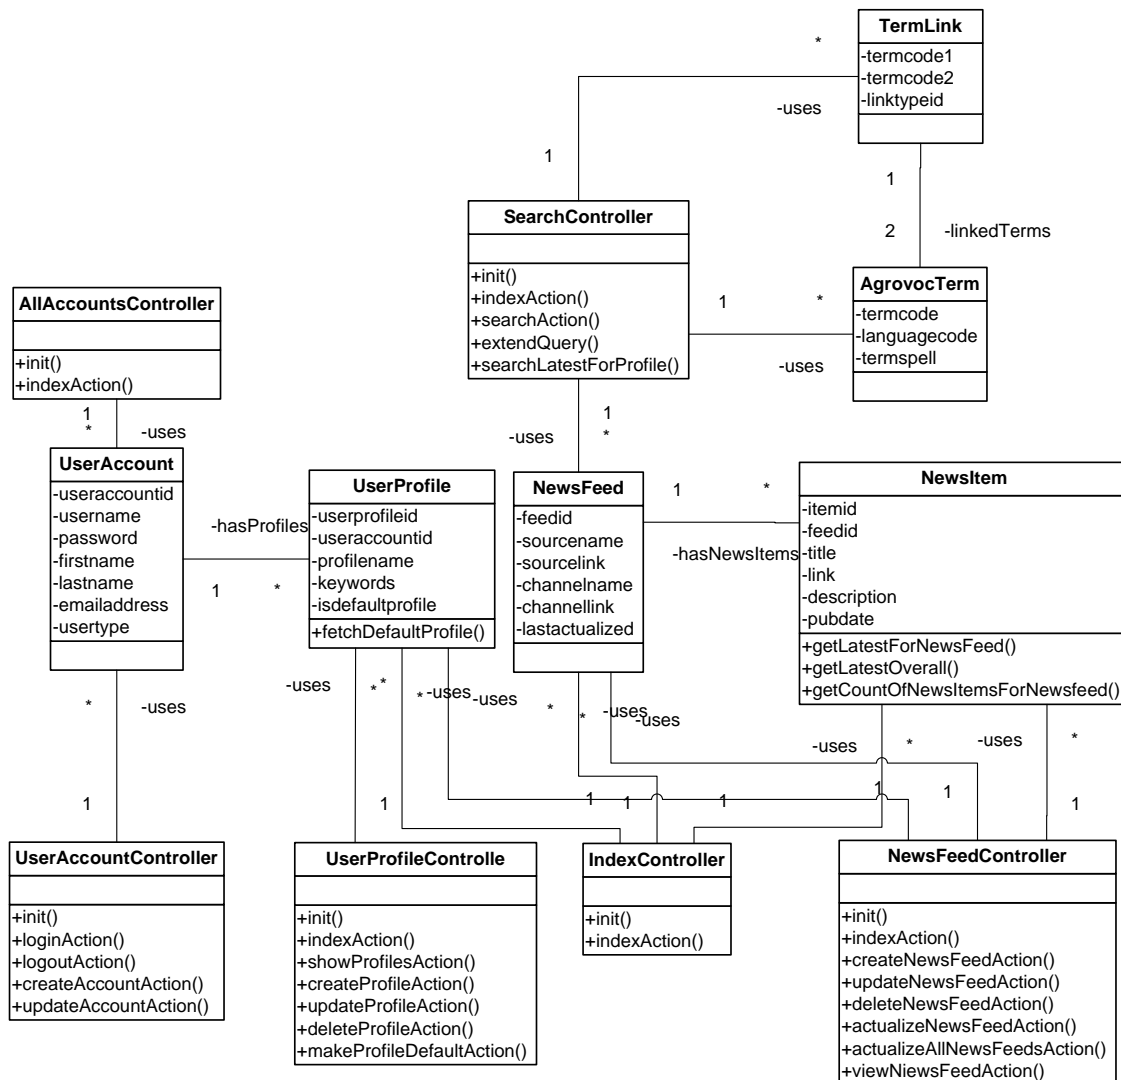 TermLink
-termcode1
-termcode2
-linktypeid
*
-uses
1
1
2
-linkedTerms
SearchController
+init()
+indexAction()
+searchAction()
+extendQuery()
+searchLatestForProfile()
1
*
-uses
AgrovocTerm
-termcode
-languagecode
-termspell
AllAccountsController
+init()
+indexAction()
1
*
-uses
1
-uses
*
UserAccount
-useraccountid
-username
-password
-firstname
-lastname
-emailaddress
-usertype
-hasProfiles
1
*
UserProfile
-userprofileid
-useraccountid
-profilename
-keywords
-isdefaultprofile
+fetchDefaultProfile()
NewsFeed
-feedid
-sourcename
-sourcelink
-channelname
-channellink
-lastactualized
1
*
-hasNewsItems
NewsItem
-itemid
-feedid
-title
-link
-description
-pubdate
+getLatestForNewsFeed()
+getLatestOverall()
+getCountOfNewsItemsForNewsfeed()
*
-uses
-uses
*
*
-uses
*
-uses
*
*
-uses
-uses
-uses
*
-uses
*
1
1
1
1
1
1
1
1
UserAccountController
+init()
+loginAction()
+logoutAction()
+createAccountAction()
+updateAccountAction()
UserProfileControlle
+init()
+indexAction()
+showProfilesAction()
+createProfileAction()
+updateProfileAction()
+deleteProfileAction()
+makeProfileDefaultAction()
IndexController
+init()
+indexAction()
NewsFeedController
+init()
+indexAction()
+createNewsFeedAction()
+updateNewsFeedAction()
+deleteNewsFeedAction()
+actualizeNewsFeedAction()
+actualizeAllNewsFeedsAction()
+viewNiewsFeedAction()